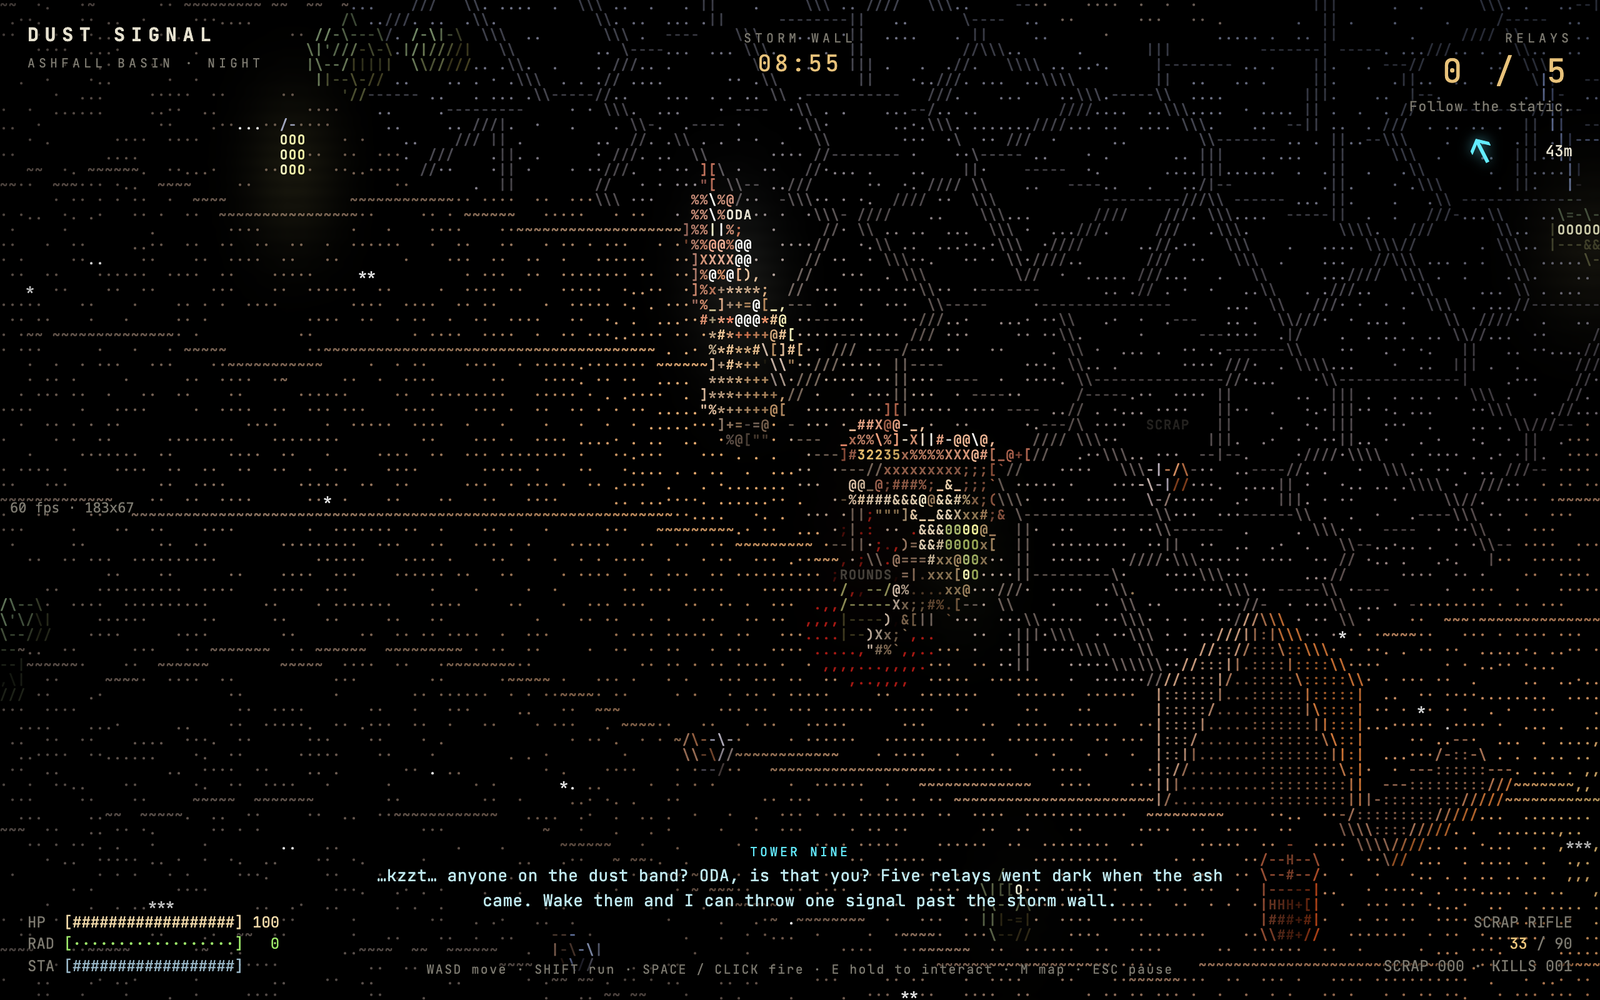 DUST SIGNAL
ASHFALL BASIN · NIGHT
STORM WALL
08:55
RELAYS
0 / 5
Follow the static.
43m
ODA
SCRAP
32235
60 fps · 183x67
ROUNDS
TOWER NINE
…kzzt… anyone on the dust band? ODA, is that you? Five relays went dark when the ash
came. Wake them and I can throw one signal past the storm wall.
HP [##################] 100
RAD [··················] 0
STA [##################]
WASD move · SHIFT run · SPACE / CLICK fire · E hold to interact · M map · ESC pause
SCRAP RIFLE
33 / 90
SCRAP 000 · KILLS 001